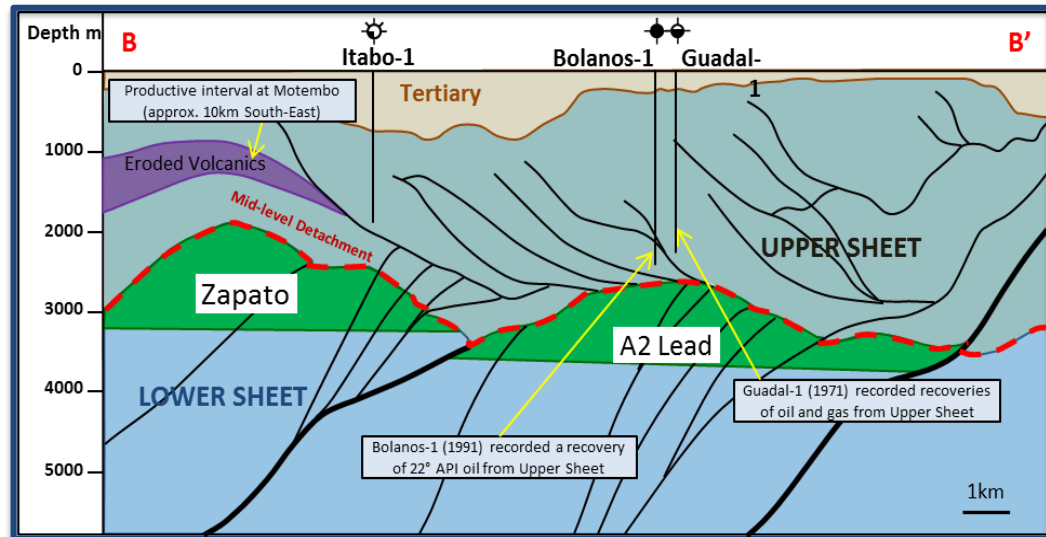 Depth m
B
B’
Itabo-1
Bolanos-1
Guadal-
1
0
1000
2000
3000
4000
5000
Productive interval at Motembo
(approx. 10km South-East)
Tertiary
Eroded Volcanics
Mid-level Detachment
UPPER SHEET
Zapato
A2 Lead
LOWER SHEET
Guadal-1 (1971) recorded recoveries
of oil and gas from Upper Sheet
Bolanos-1 (1991) recorded a recovery
of 22° API oil from Upper Sheet
1km